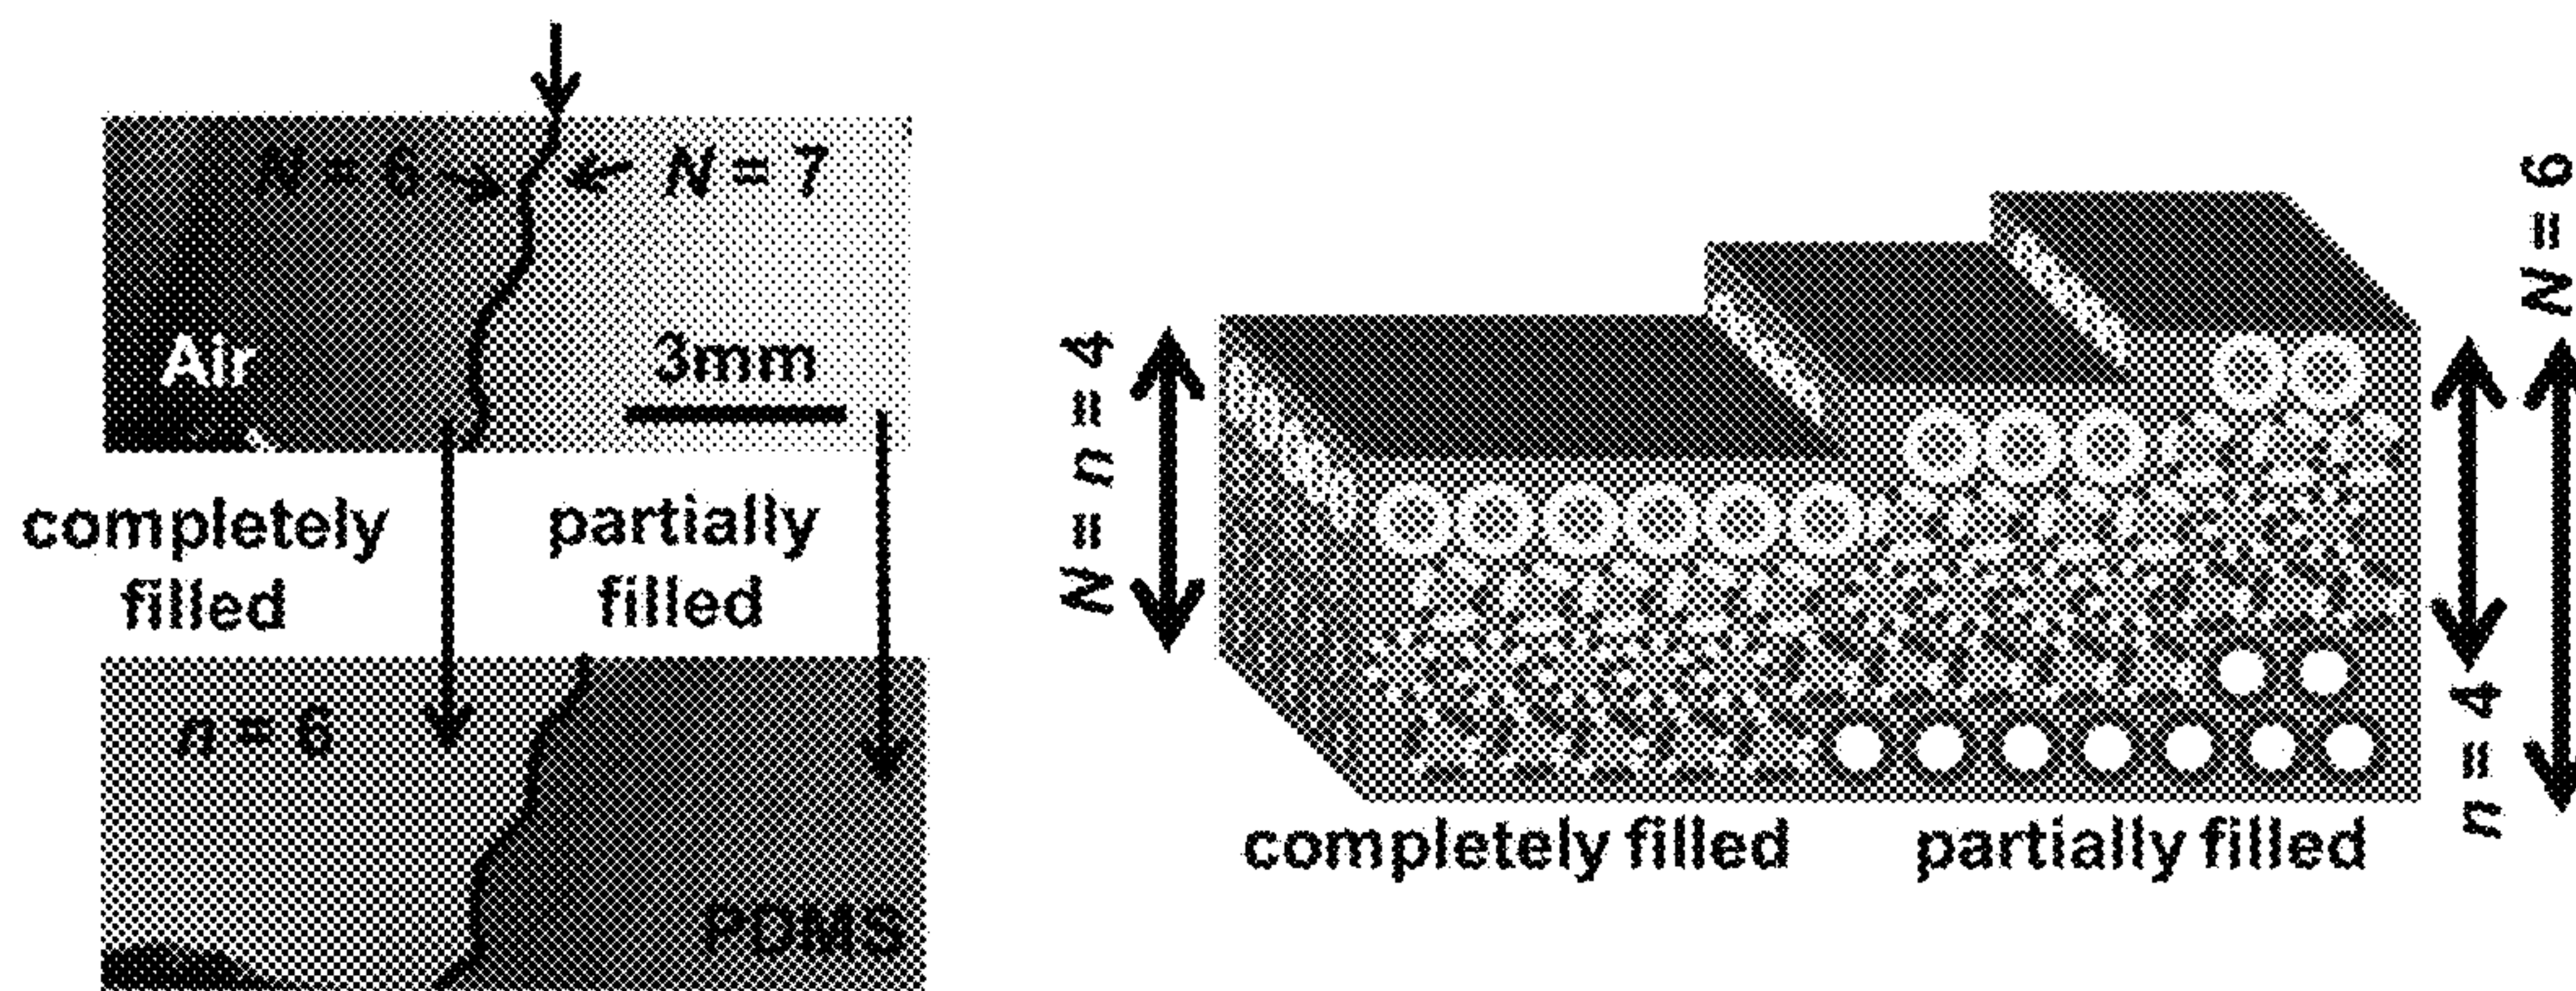 N = 6
N = 7
Air
3mm
completely
filled
partially
filled
n = 6
PDMS
N = n = 4
N = 6
n = 4
completely filled
partially filled